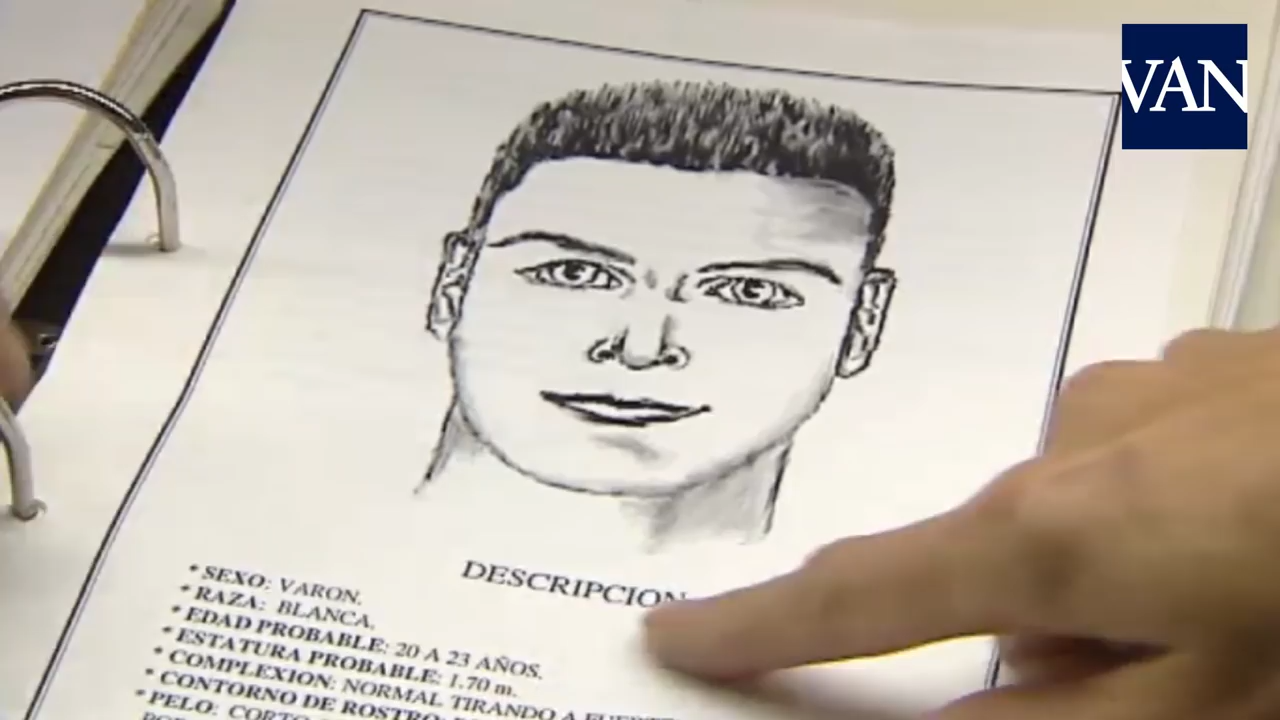 VAN
DESCRIPCION
* SEXO: VARON.
* RAZA: BLANCA.
* EDAD PROBABLE: 20 A 23 AÑOS.
* ESTATURA PROBABLE: 1.70 m.
* COMPLEXION: NORMAL TIRANDO A FUERTE
* CONTORNO DE ROSTRO:
* PELO: CORTO